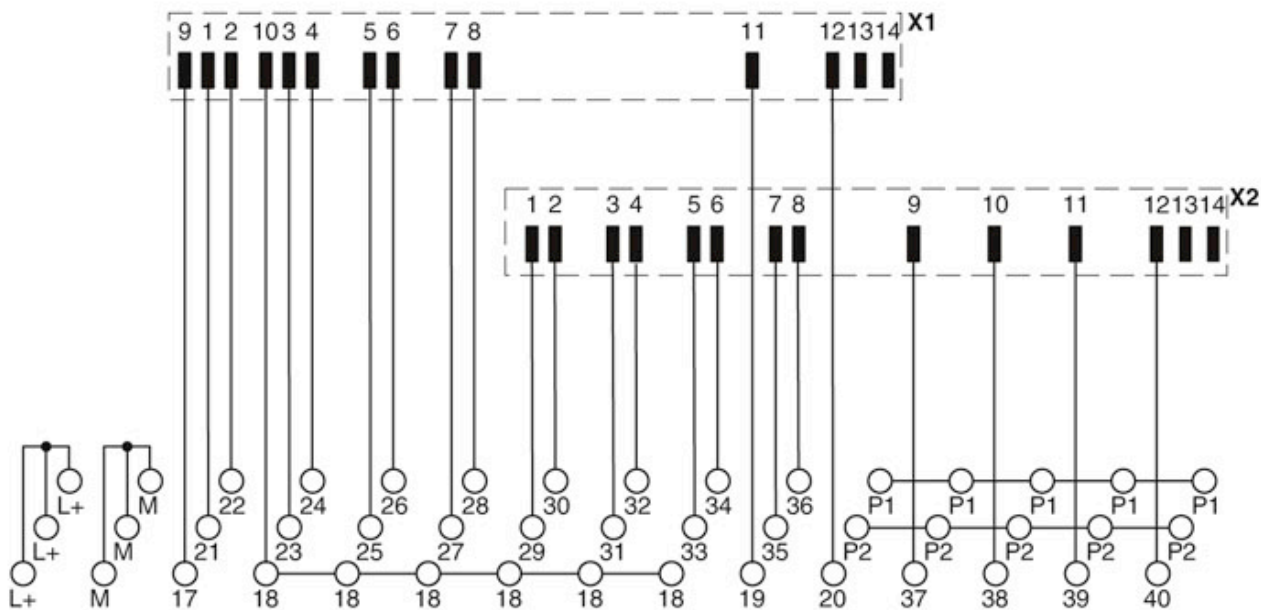 9 1 2 10 3 4 5 6 7 8 11 12 13 14 X1
1 2 3 4 5 6 7 8 9 10 11 12 13 14 X2
L+ M 22 24 26 28 30 32 34 36 P1 P1 P1 P1 P1
L+ M 21 23 25 27 29 31 33 35 P2 P2 P2 P2 P2
L+ M 17 18 18 18 18 18 18 19 20 37 38 39 40